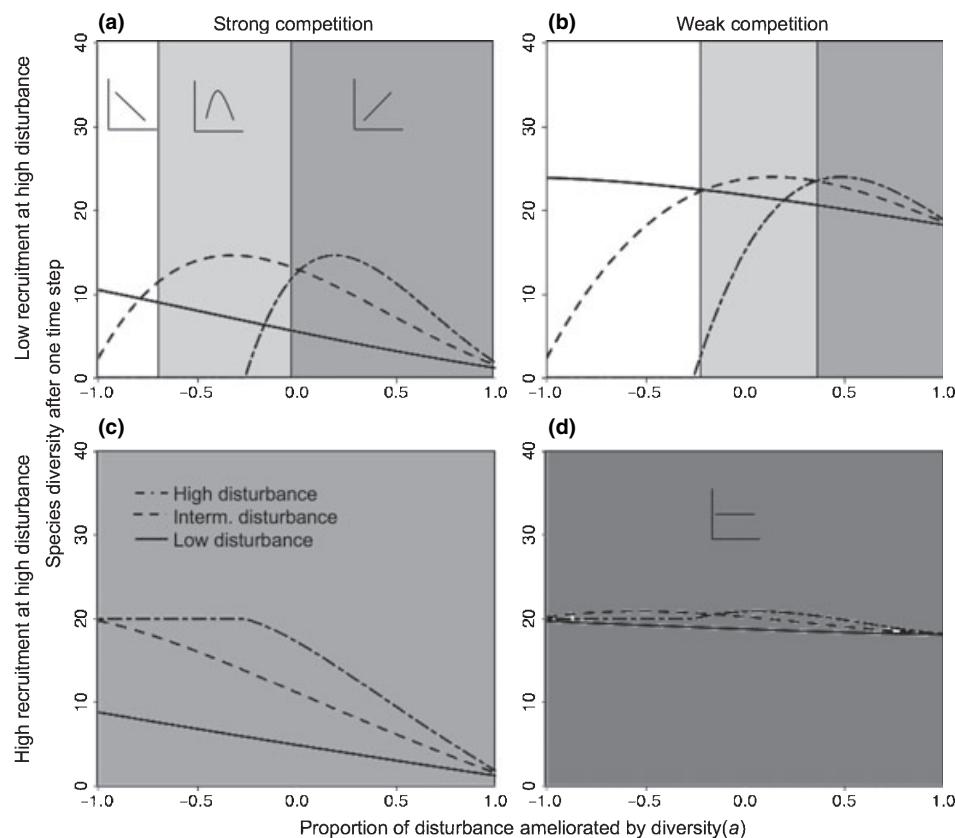 (a) Strong competition
(b) Weak competition
Low recruitment at high disturbance
High recruitment at high disturbance
Species diversity after one time step
40
30
20
10
0
−1.0 −0.5 0.0 0.5 1.0
40
30
20
10
0
−1.0 −0.5 0.0 0.5 1.0
(c)
40
30
20
10
0
High disturbance
Interm. disturbance
Low disturbance
−1.0 −0.5 0.0 0.5 1.0
(d)
40
30
20
10
0
−1.0 −0.5 0.0 0.5 1.0
Proportion of disturbance ameliorated by diversity(a)